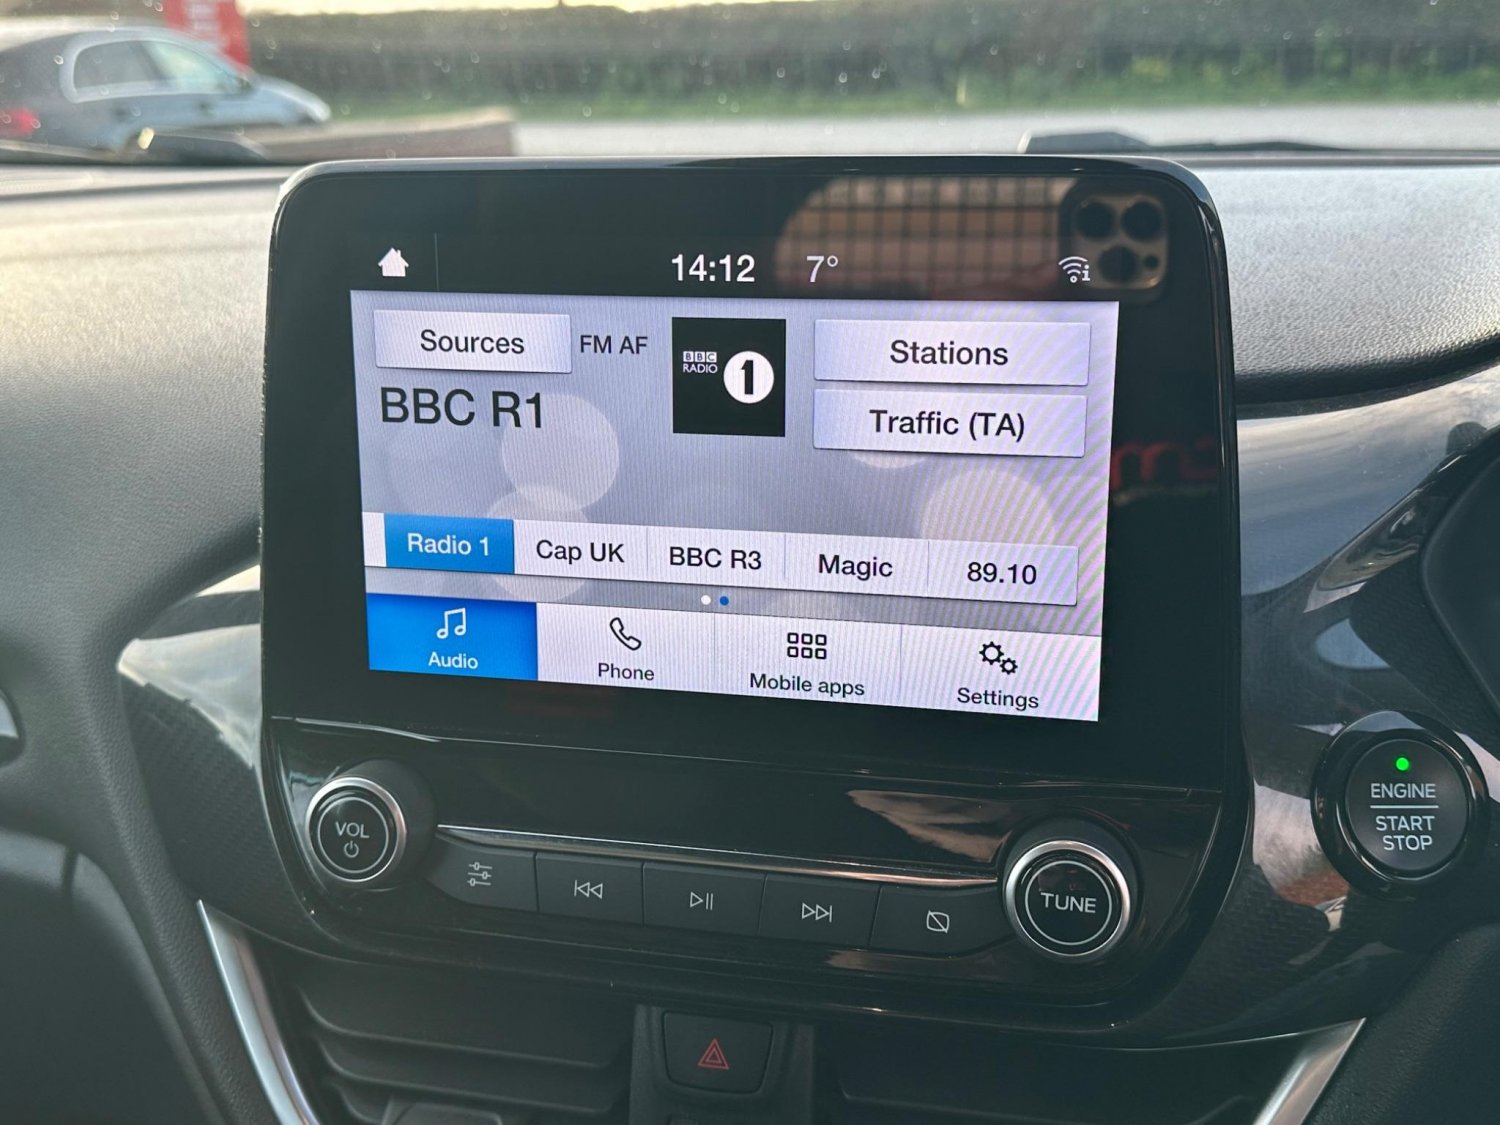 14:12 7°
Sources FM AF
BBC
RADIO
1
Stations
BBC R1
Traffic (TA)
Radio 1 Cap UK BBC R3 Magic 89.10
Audio Phone Mobile apps Settings
ENGINE
START
STOP
VOL
TUNE